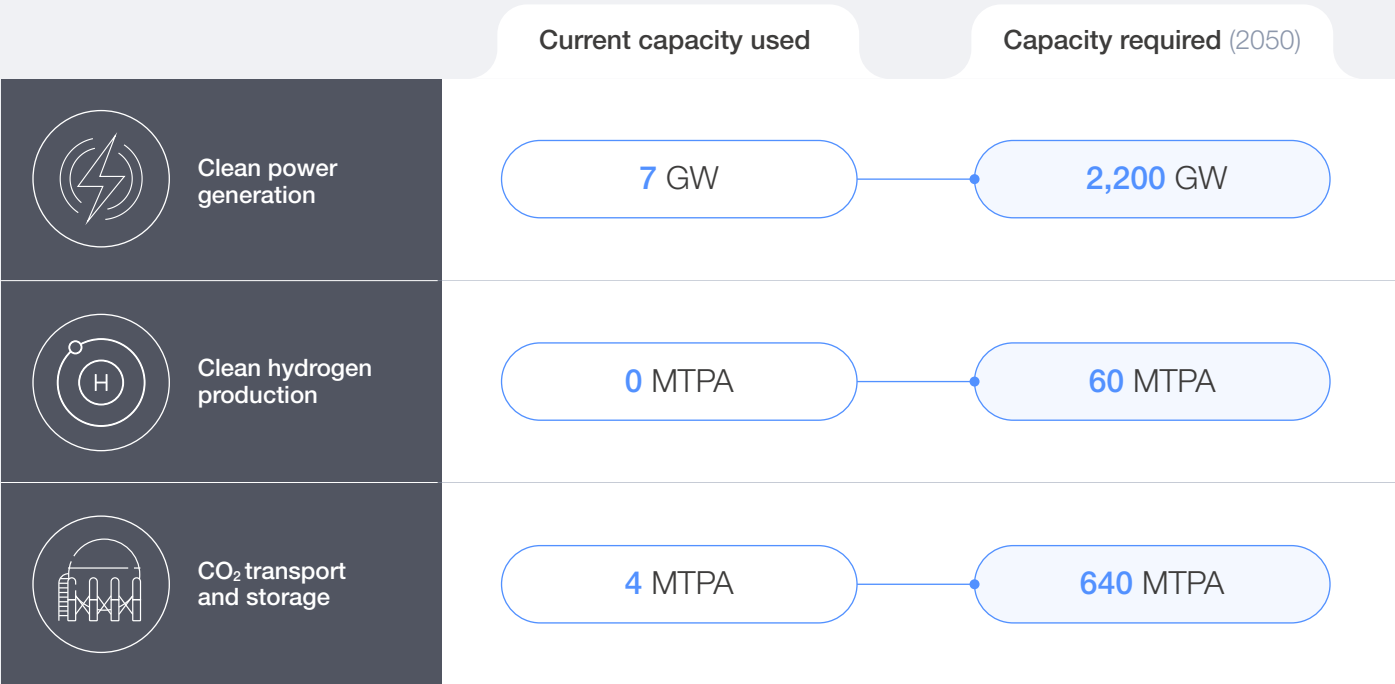 Current capacity used
Capacity required (2050)
Clean power
generation
7 GW
2,200 GW
H
Clean hydrogen
production
0 MTPA
60 MTPA
CO₂ transport
and storage
4 MTPA
640 MTPA